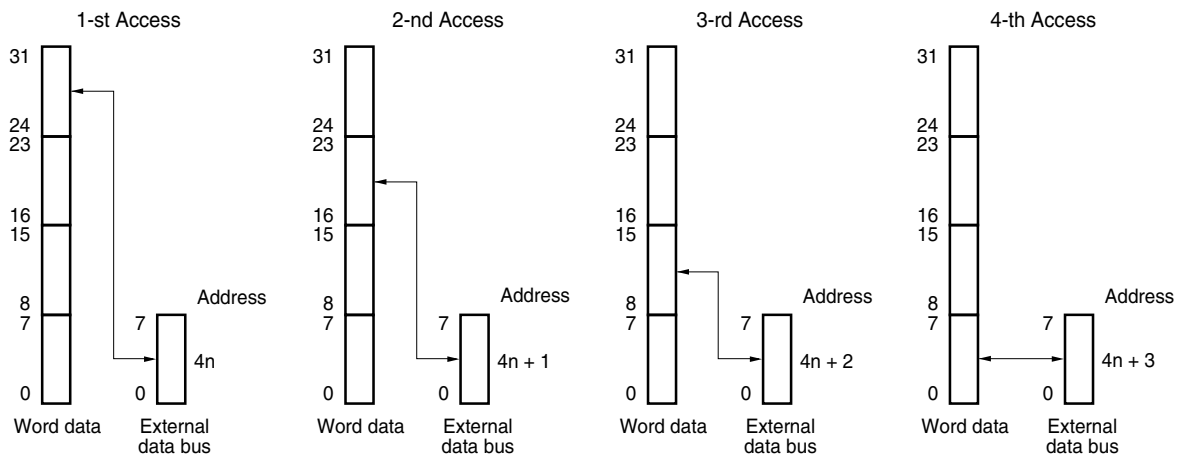 1-st Access
31
24
23
16
15
8
7
0
Word data
Address
7
4n
0
External
data bus
2-nd Access
31
24
23
16
15
8
7
0
Word data
Address
7
4n + 1
0
External
data bus
3-rd Access
31
24
23
16
15
8
7
0
Word data
Address
7
4n + 2
0
External
data bus
4-th Access
31
24
23
16
15
8
7
0
Word data
Address
7
4n + 3
0
External
data bus